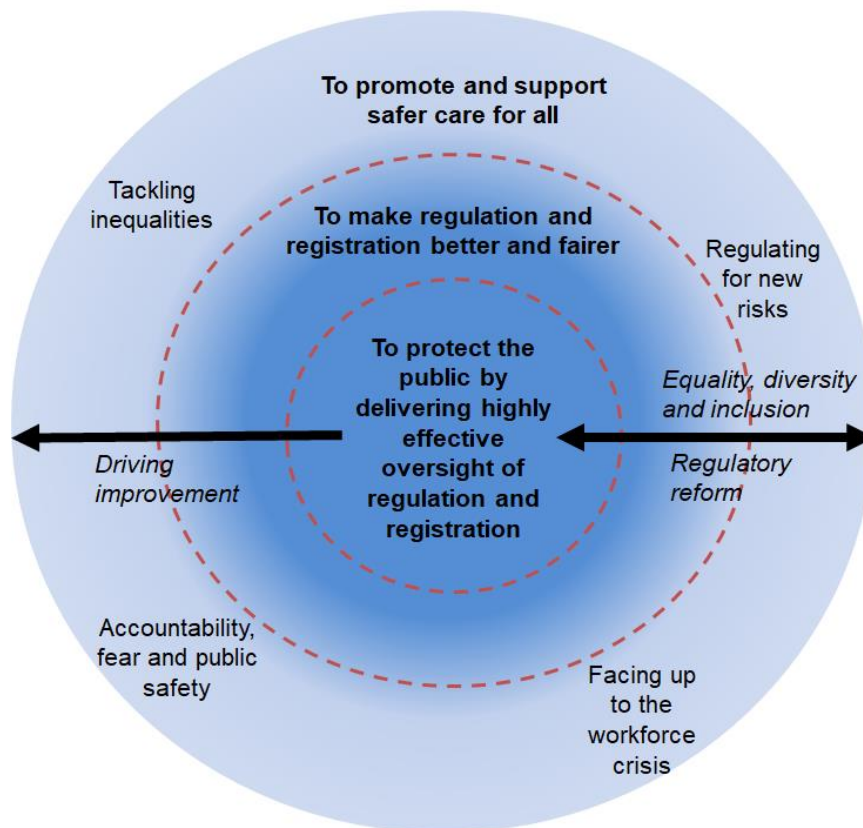 To promote and support
safer care for all
Tackling
inequalities
To make regulation and
registration better and fairer
Regulating
for new
risks
To protect the
public by
delivering highly
effective
oversight of
regulation and
registration
Equality, diversity
and inclusion
Driving
improvement
Regulatory
reform
Accountability,
fear and public
safety
Facing up
to the
workforce
crisis